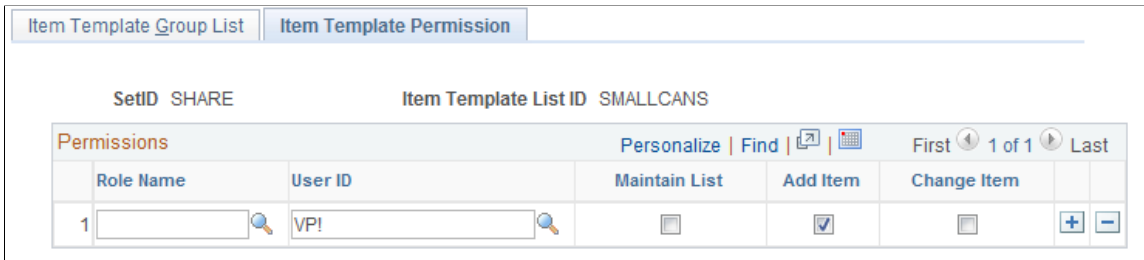 Item Template Group List Item Template Permission
SetID SHARE Item Template List ID SMALLCANS
Permissions Personalize | Find | | First 1 of 1 Last
Role Name User ID Maintain List Add Item Change Item
1 VP! + −